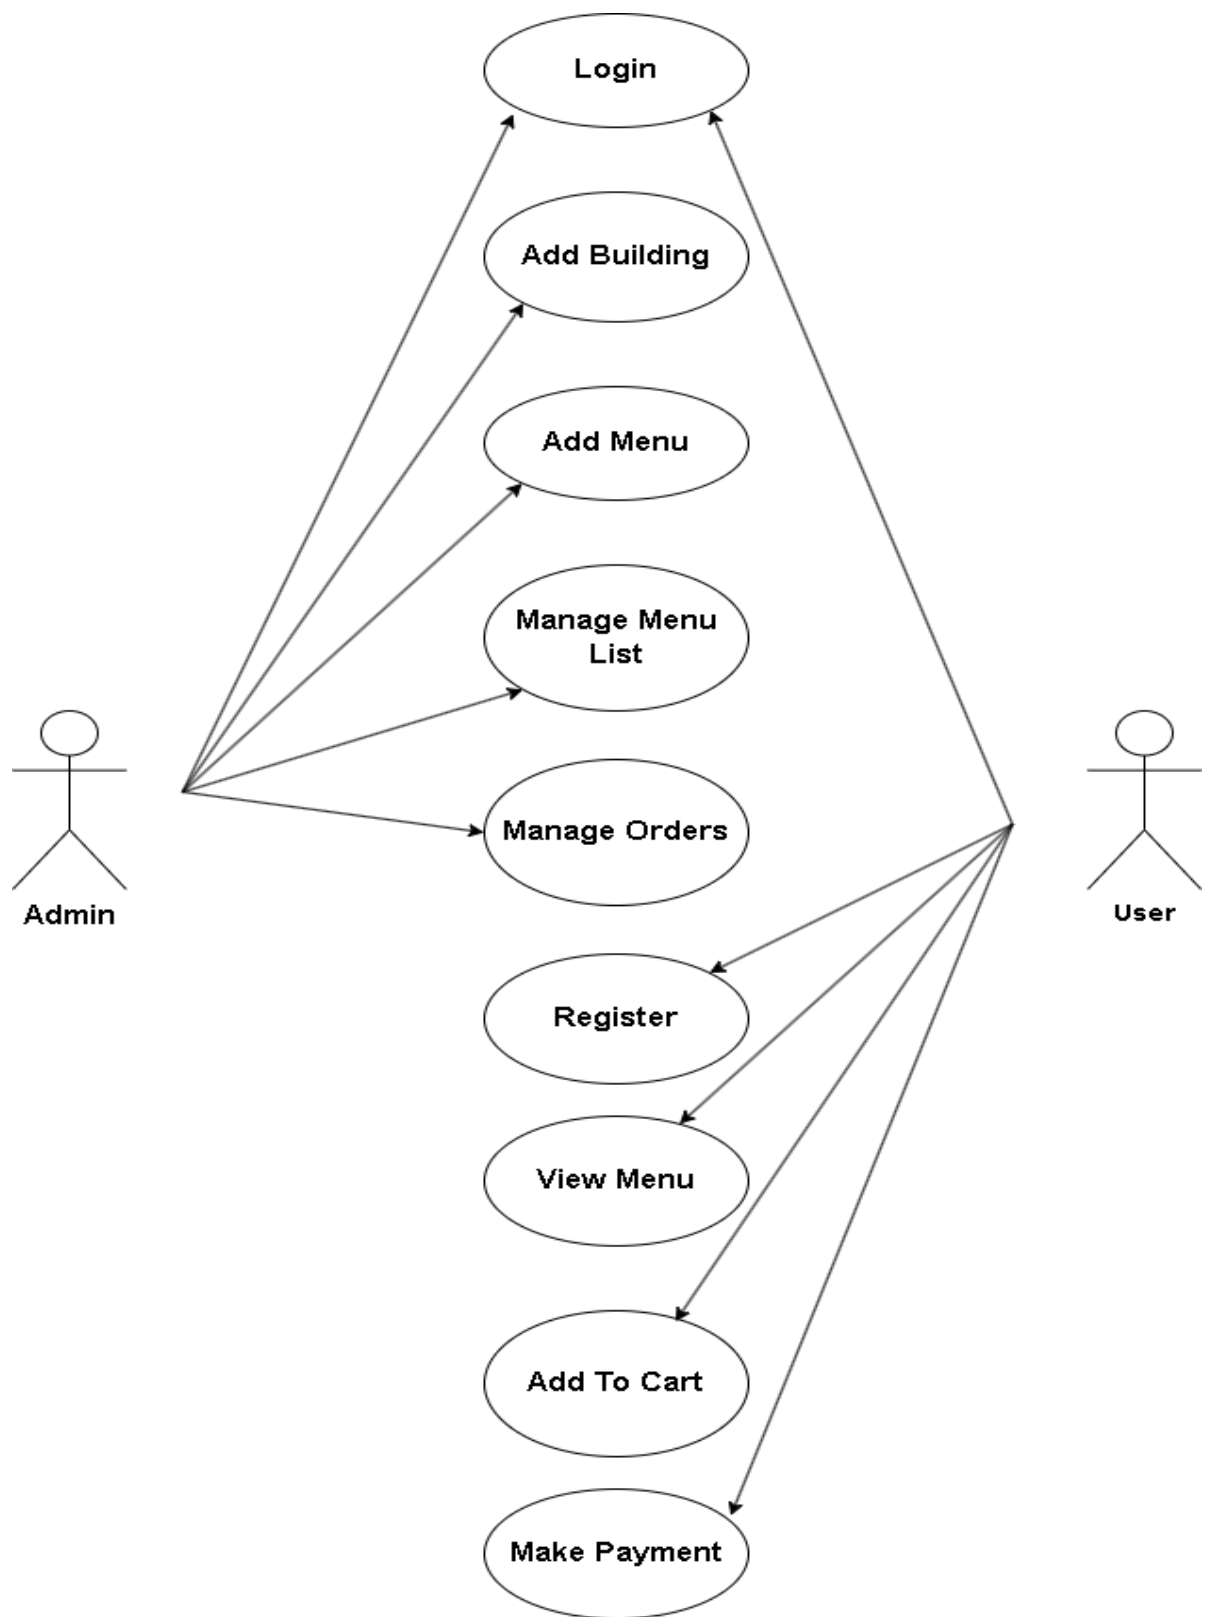 Login
Add Building
Add Menu
Manage Menu
List
Manage Orders
Admin
User
Register
View Menu
Add To Cart
Make Payment